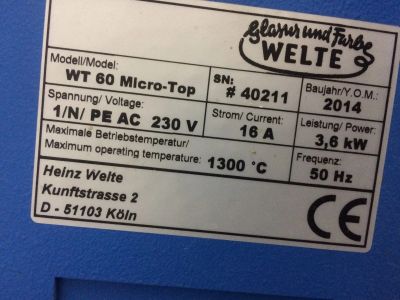 Glasur und Farbe
WELTE
Modell/Model:
WT 60 Micro-Top
SN:
# 40211
Baujahr/Y.O.M.:
2014
Spannung/ Voltage:
1/N/ PE AC 230 V
Strom/ Current:
16 A
Leistung/ Power:
3,6 kW
Maximale Betriebstemperatur/
Maximum operating temperature: 1300 °C
Frequenz:
50 Hz
Heinz Welte
Kunftstrasse 2
D - 51103 Köln
CE